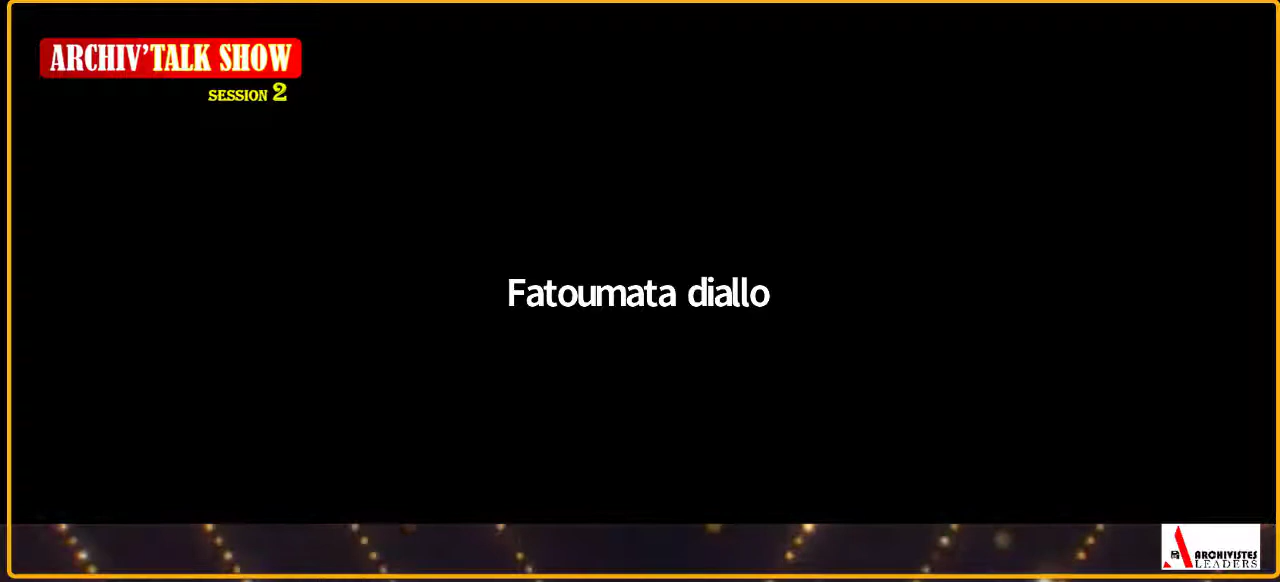 ARCHIV'TALK SHOW
SESSION 2
Fatoumata diallo
ARCHIVISTES
LEADERS